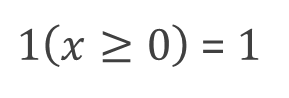 1(x ≥ 0) = 1